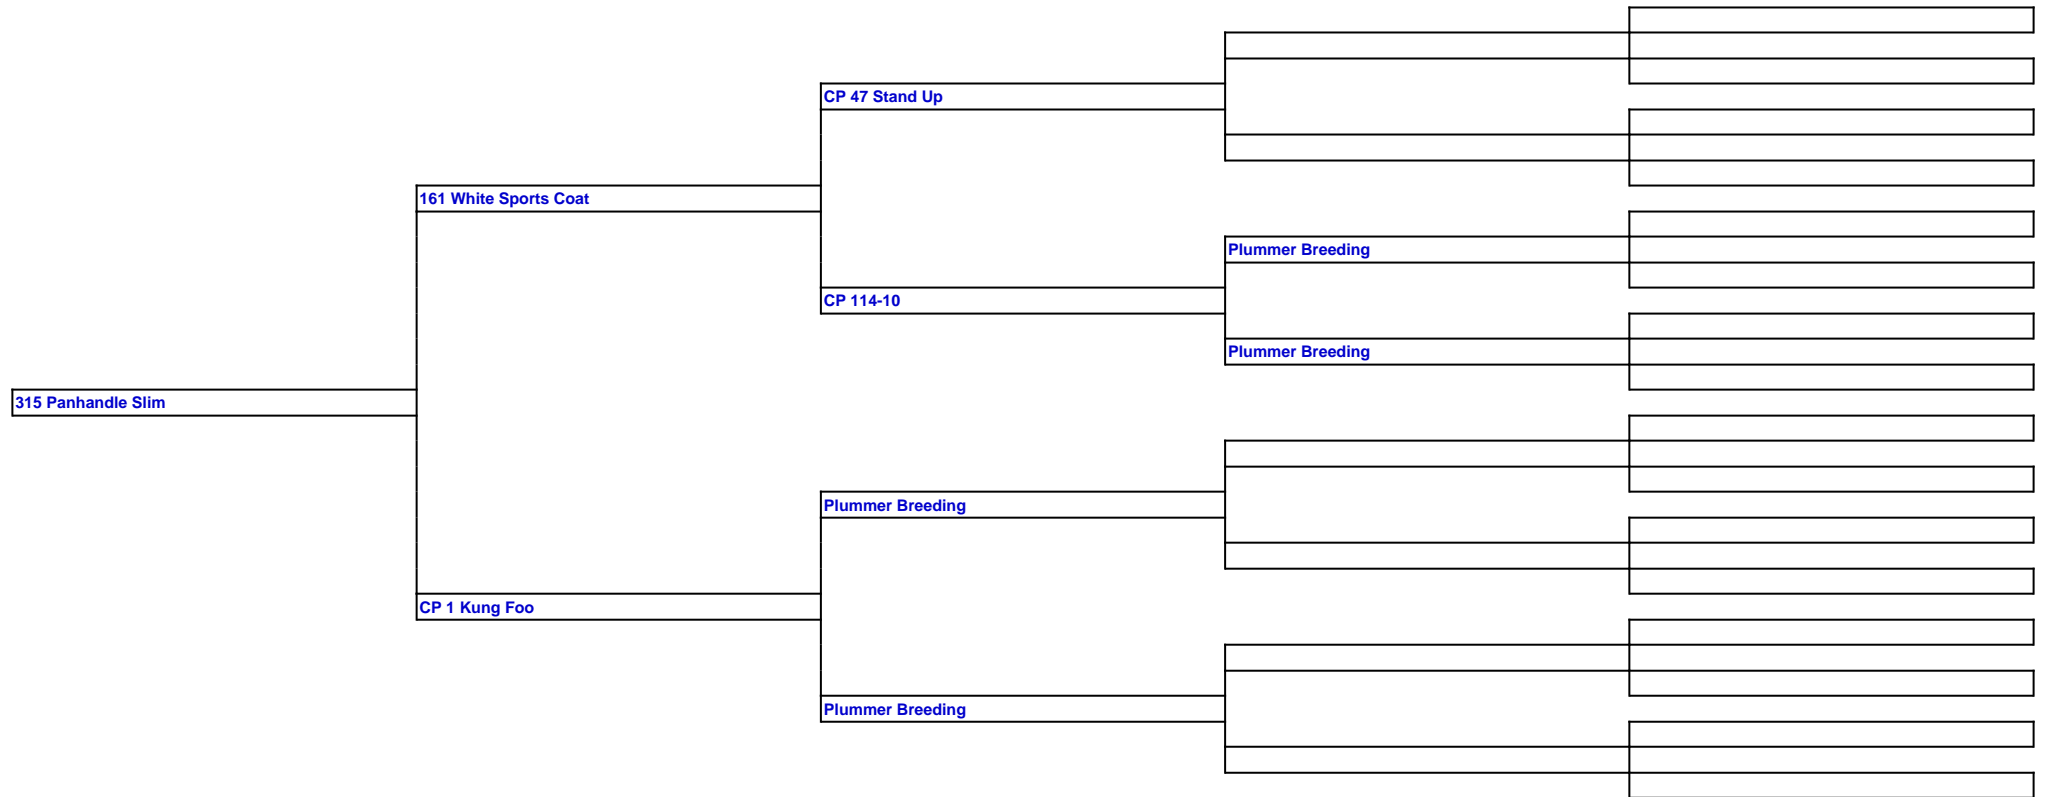 CP 47 Stand Up
161 White Sports Coat
Plummer Breeding
CP 114-10
Plummer Breeding
315 Panhandle Slim
Plummer Breeding
CP 1 Kung Foo
Plummer Breeding